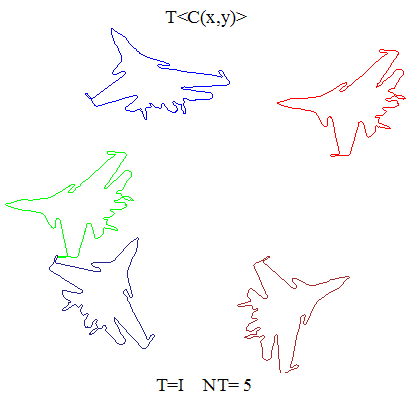 T<C(x,y)>
T=I NT= 5